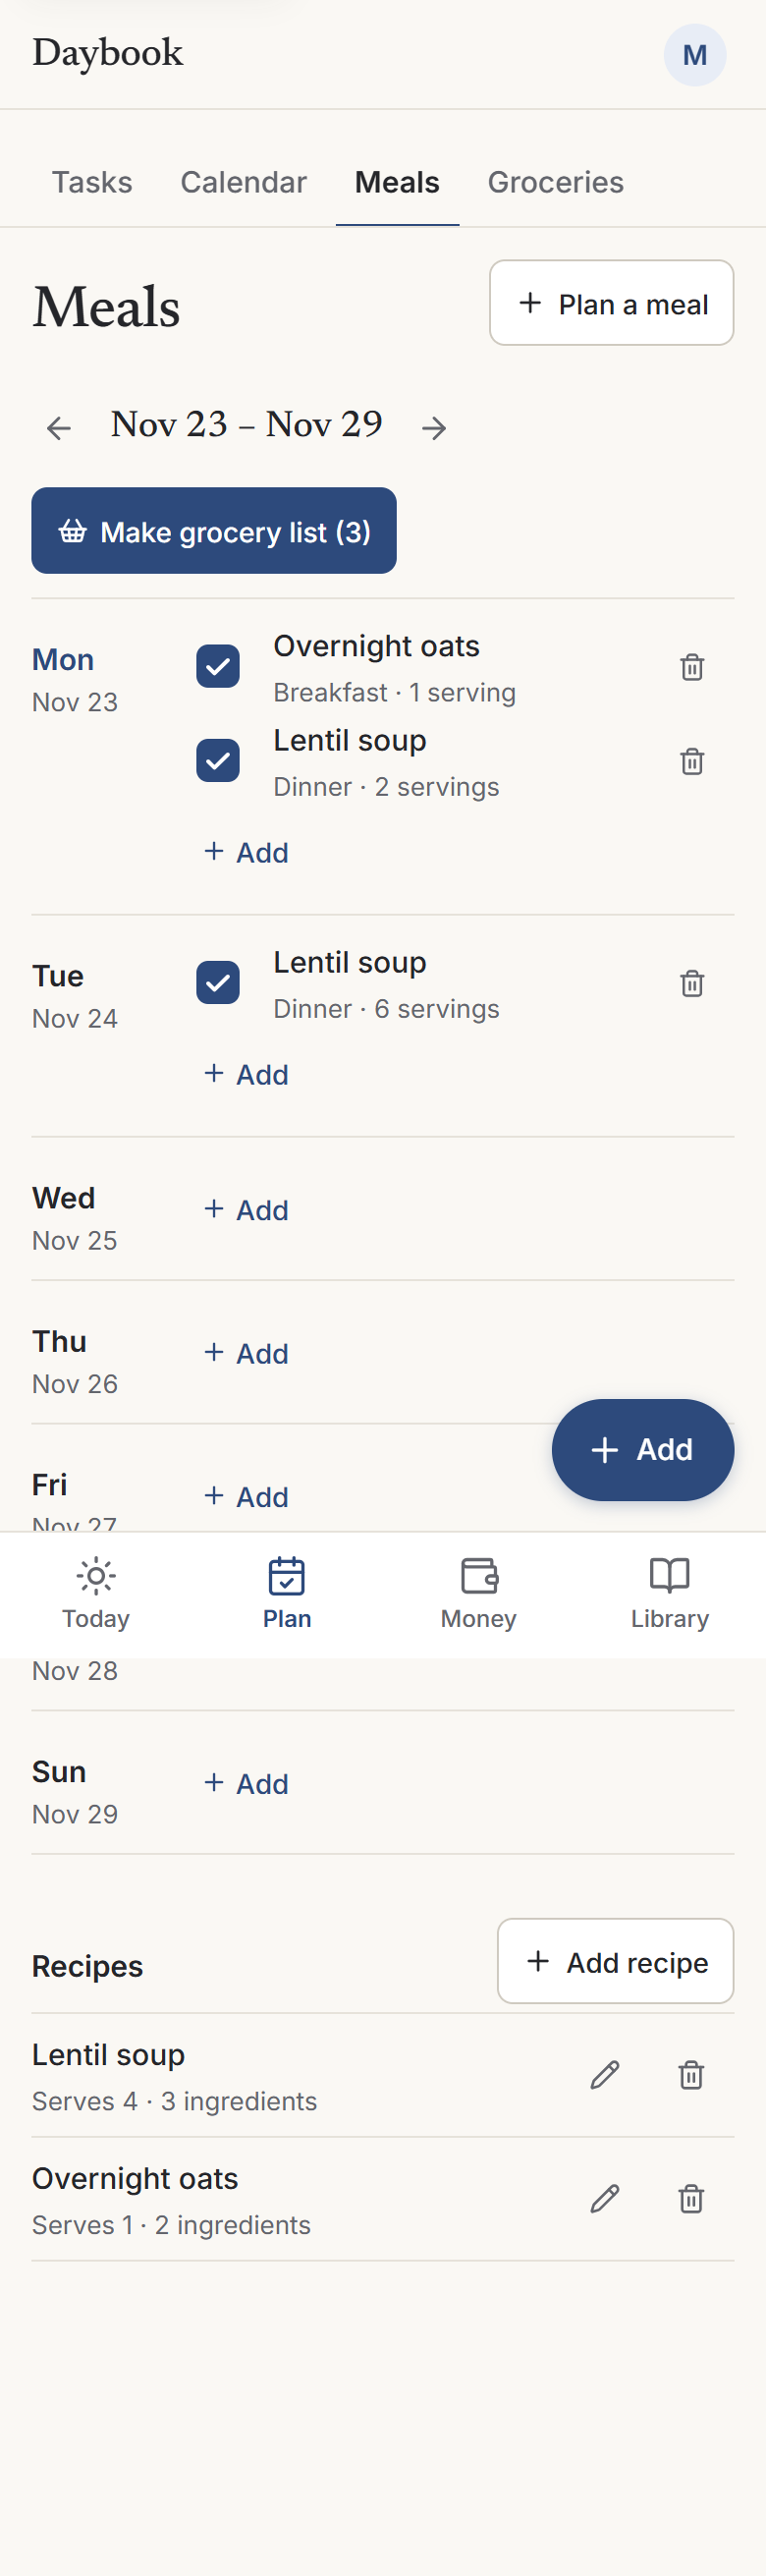 Daybook
M
Tasks Calendar Meals Groceries
Meals
Plan a meal
Nov 23 – Nov 29
Make grocery list (3)
Mon
Nov 23
Overnight oats
Breakfast · 1 serving
Lentil soup
Dinner · 2 servings
Add
Tue
Nov 24
Lentil soup
Dinner · 6 servings
Add
Wed
Nov 25
Add
Thu
Nov 26
Add
Add
Fri
Nov 27
Add
Today Plan Money Library
Nov 28
Sun
Nov 29
Add
Recipes
Add recipe
Lentil soup
Serves 4 · 3 ingredients
Overnight oats
Serves 1 · 2 ingredients